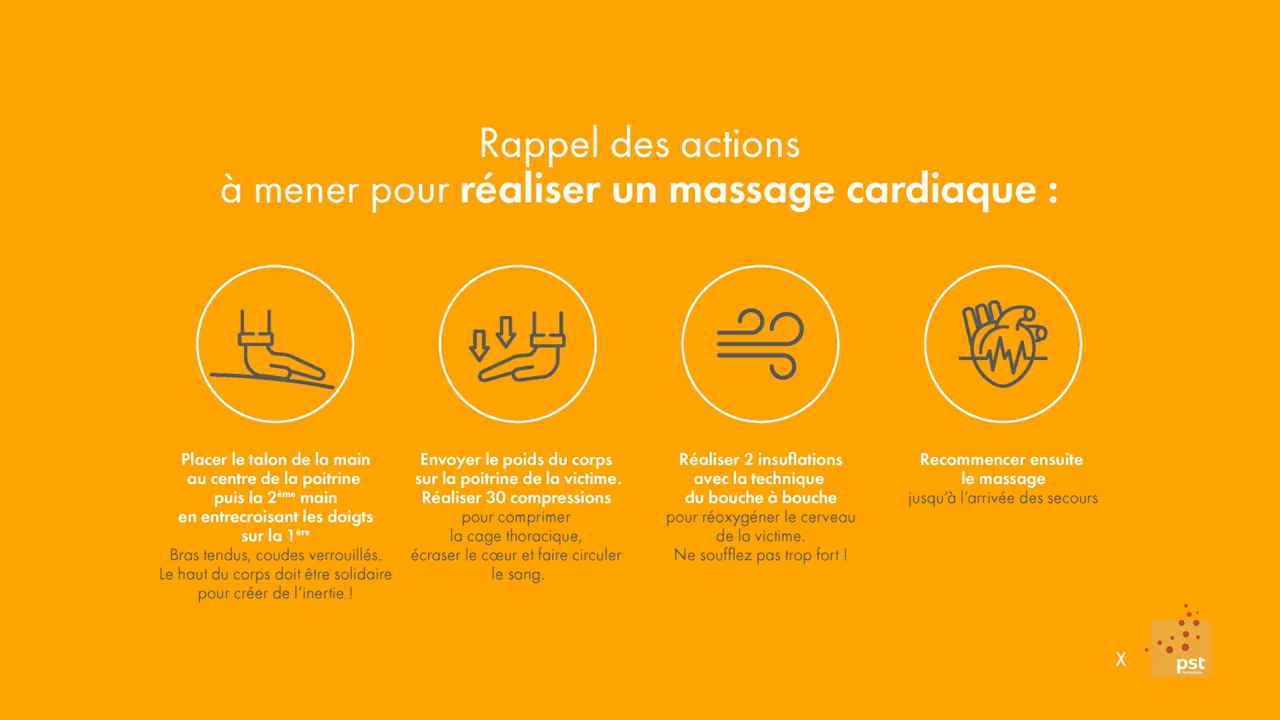 Rappel des actions
à mener pour réaliser un massage cardiaque :
Placer le talon de la main
au centre de la poitrine
puis la 2ème main
en entrecroisant les doigts
sur la 1ère
Bras tendus, coudes verrouillés.
Le haut du corps doit être solidaire
pour créer de l'inertie !
Envoyer le poids du corps
sur la poitrine de la victime.
Réaliser 30 compressions
pour comprimer
la cage thoracique,
écraser le cœur et faire circuler
le sang.
Réaliser 2 insuflations
avec la technique
du bouche à bouche
pour réoxygéner le cerveau
de la victime.
Ne soufflez pas trop fort !
Recommencer ensuite
le massage
jusqu'à l'arrivée des secours
X
pst